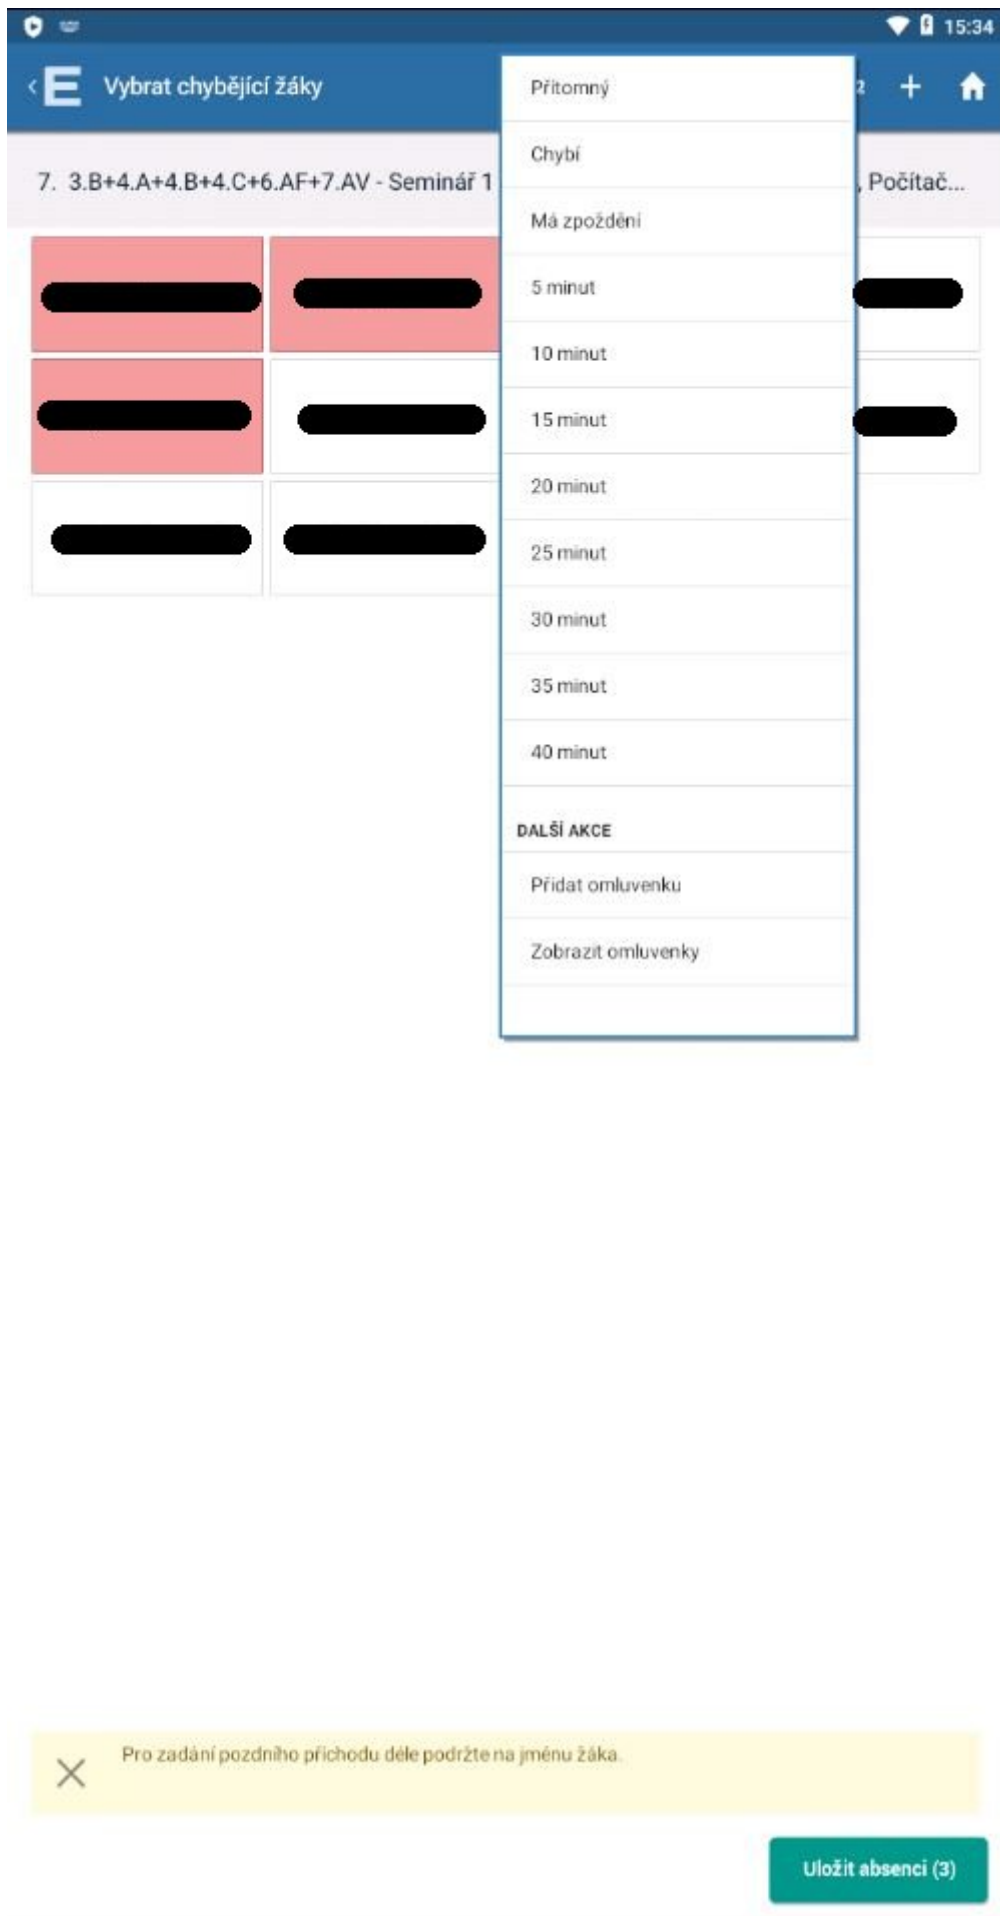 15:34
E Vybrat chybějící žáky
7. 3.B+4.A+4.B+4.C+6.AF+7.AV - Seminář 1 , Počítač...
Přítomný
Chybí
Má zpoždění
5 minut
10 minut
15 minut
20 minut
25 minut
30 minut
35 minut
40 minut
DALŠÍ AKCE
Přidat omluvenku
Zobrazit omluvenky
Pro zadání pozdního příchodu déle podržte na jménu žáka.
Uložit absenci (3)